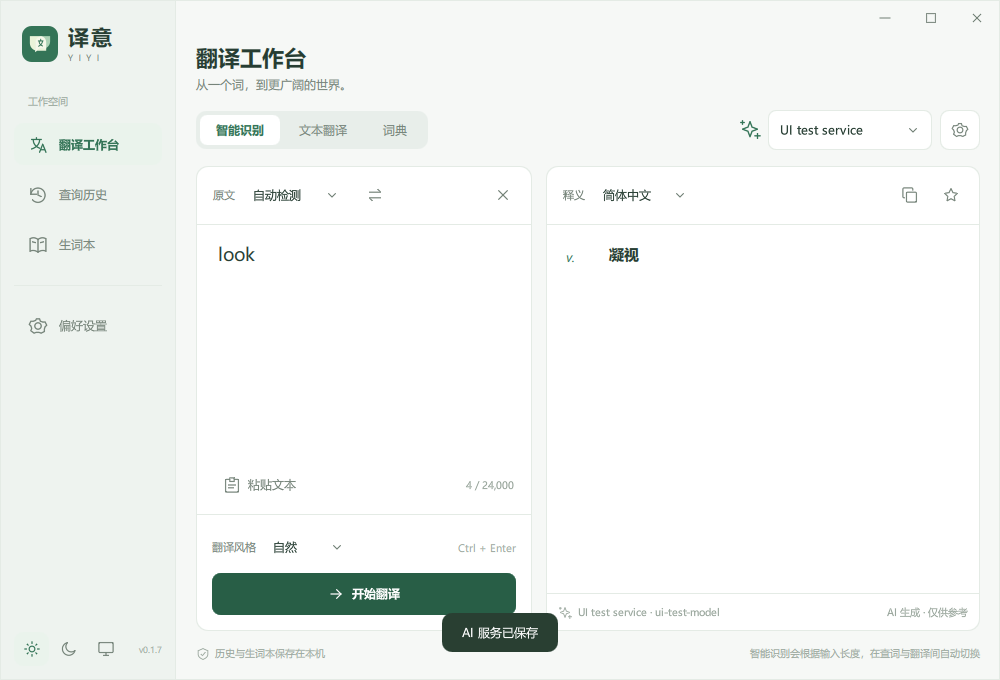 译意
YIYI
工作空间
翻译工作台
查询历史
生词本
偏好设置
v0.1.7
翻译工作台
从一个词，到更广阔的世界。
智能识别 文本翻译 词典
UI test service
原文 自动检测
look
粘贴文本 4 / 24,000
翻译风格 自然 Ctrl + Enter
开始翻译
释义 简体中文
v. 凝视
UI test service · ui-test-model AI 生成 · 仅供参考
AI 服务已保存
历史与生词本保存在本机 智能识别会根据输入长度，在查词与翻译间自动切换